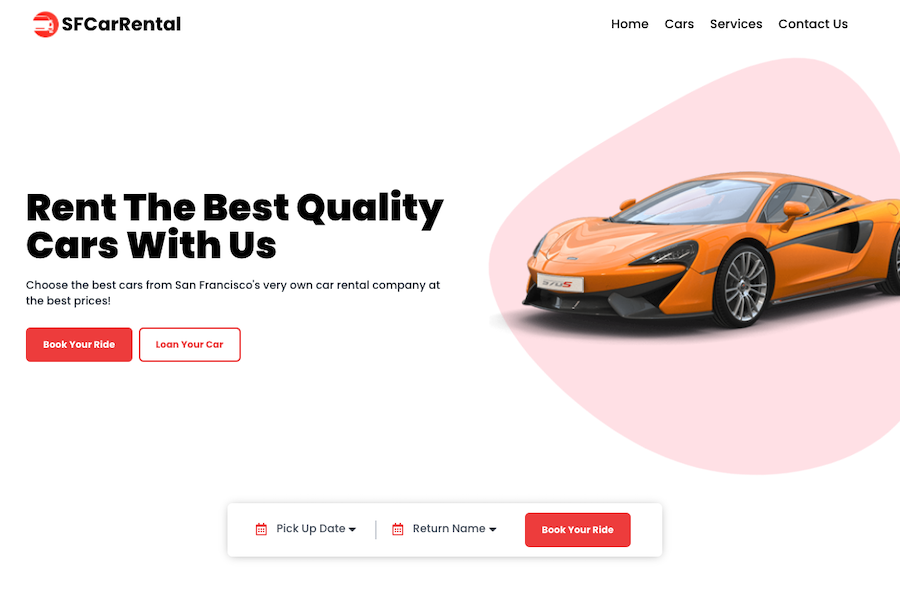 SFCarRental
Home Cars Services Contact Us
Rent The Best Quality
Cars With Us
Choose the best cars from San Francisco's very own car rental company at
the best prices!
Book Your Ride Loan Your Car
570S
Pick Up Date Return Name Book Your Ride